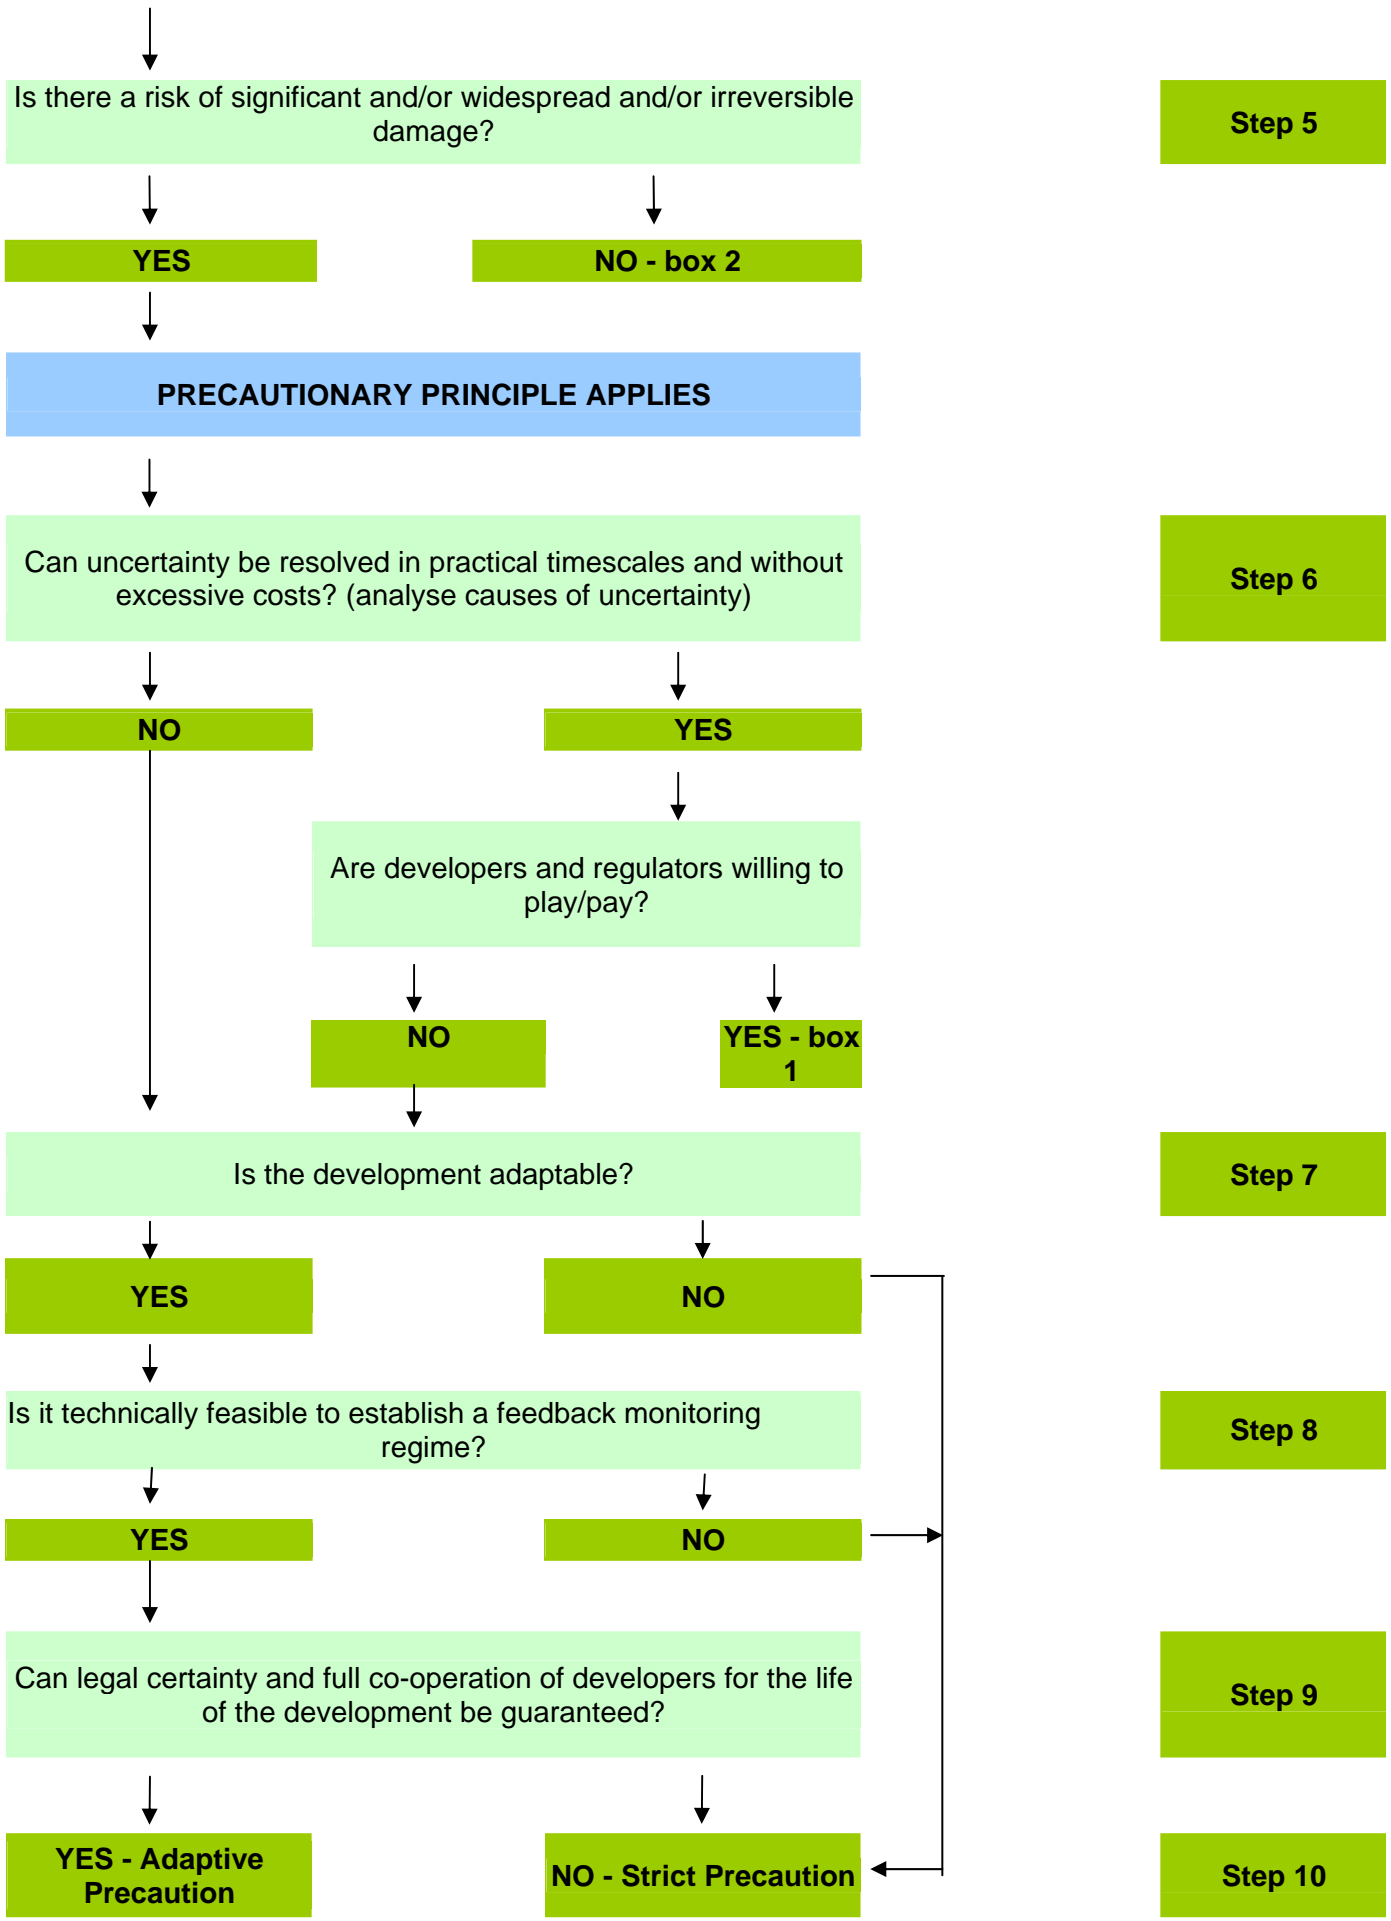 Is there a risk of significant and/or widespread and/or irreversible
damage?
Step 5
YES
NO - box 2
PRECAUTIONARY PRINCIPLE APPLIES
Can uncertainty be resolved in practical timescales and without
excessive costs? (analyse causes of uncertainty)
Step 6
NO
YES
Are developers and regulators willing to
play/pay?
NO
YES - box
1
Is the development adaptable?
Step 7
YES
NO
Is it technically feasible to establish a feedback monitoring
regime?
Step 8
YES
NO
Can legal certainty and full co-operation of developers for the life
of the development be guaranteed?
Step 9
YES - Adaptive
Precaution
NO - Strict Precaution
Step 10